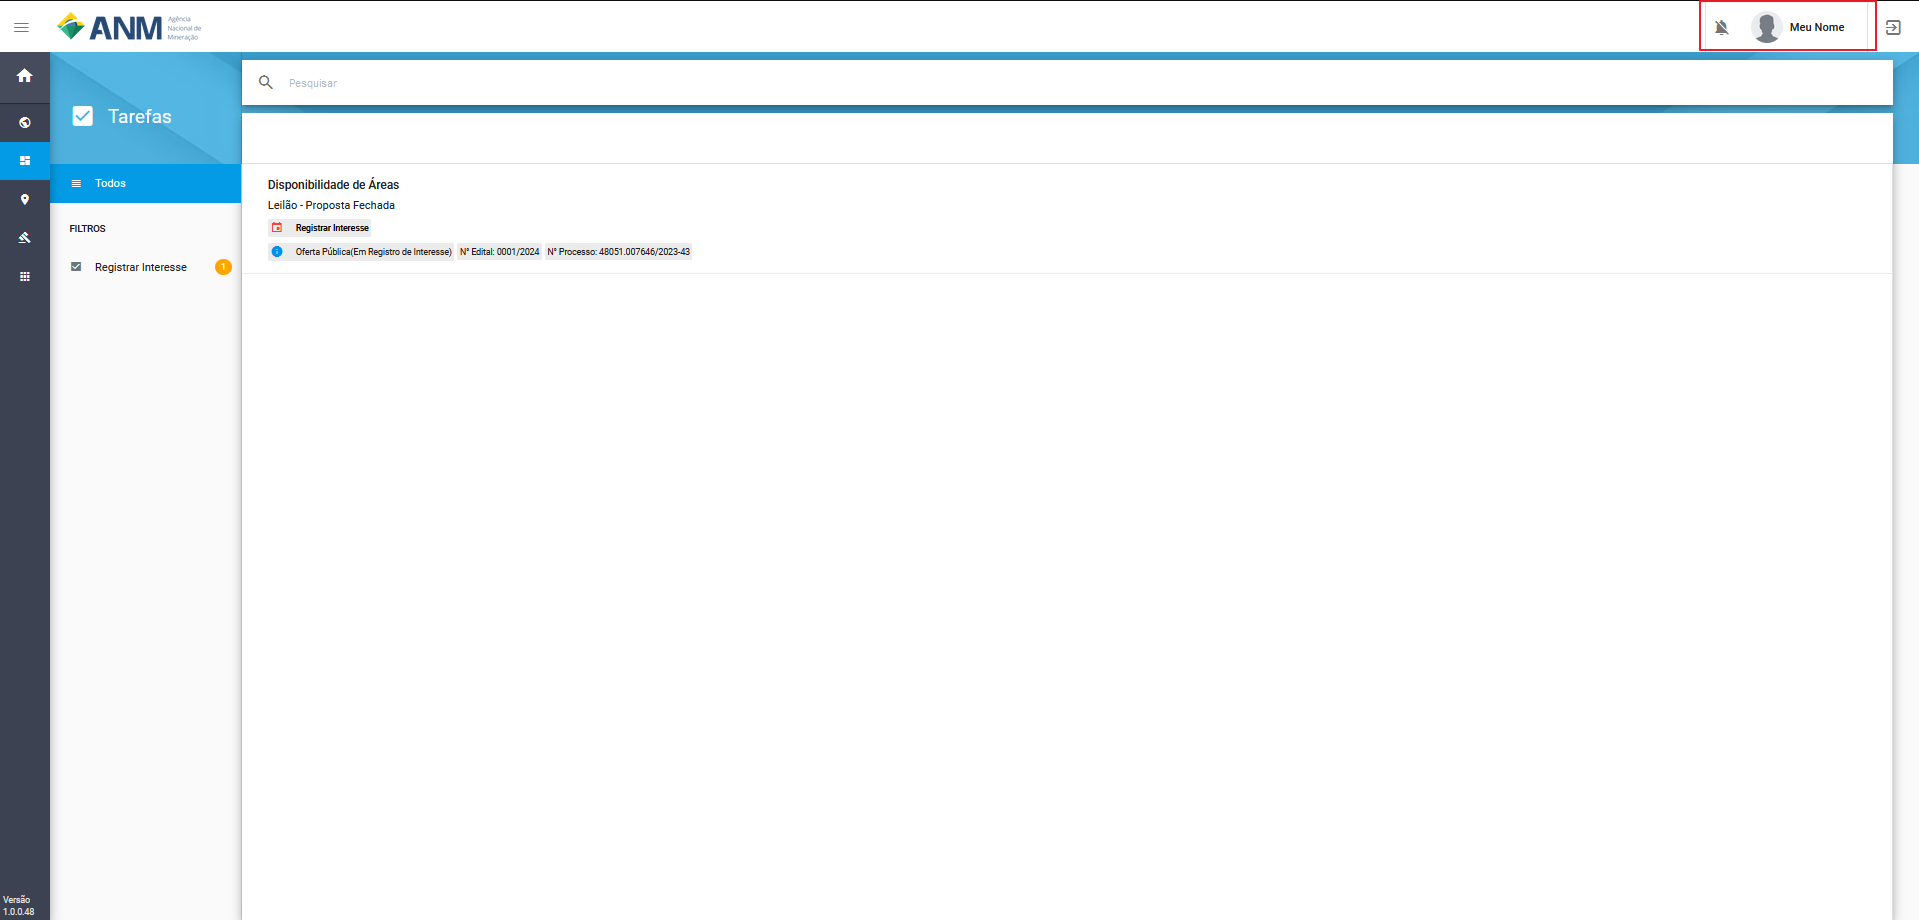 ANM
Agência
Nacional de
Mineração
Meu Nome
Pesquisar
Tarefas
Todos
FILTROS
Registrar Interesse 1
Disponibilidade de Áreas
Leilão - Proposta Fechada
Registrar Interesse
Oferta Pública(Em Registro de Interesse) N° Edital: 0001/2024 N° Processo: 48051.007646/2023-43
Versão
1.0.0.48